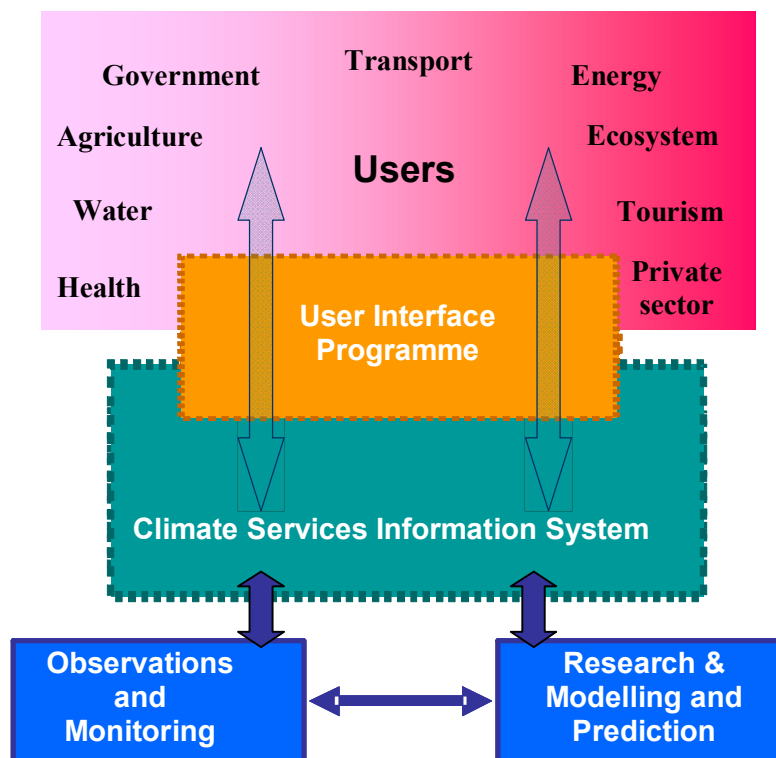 Transport
Government
Energy
Agriculture
Ecosystem
Users
Water
Tourism
Health
Private
sector
User Interface
Programme
Climate Services Information System
Observations
and
Monitoring
Research &
Modelling and
Prediction